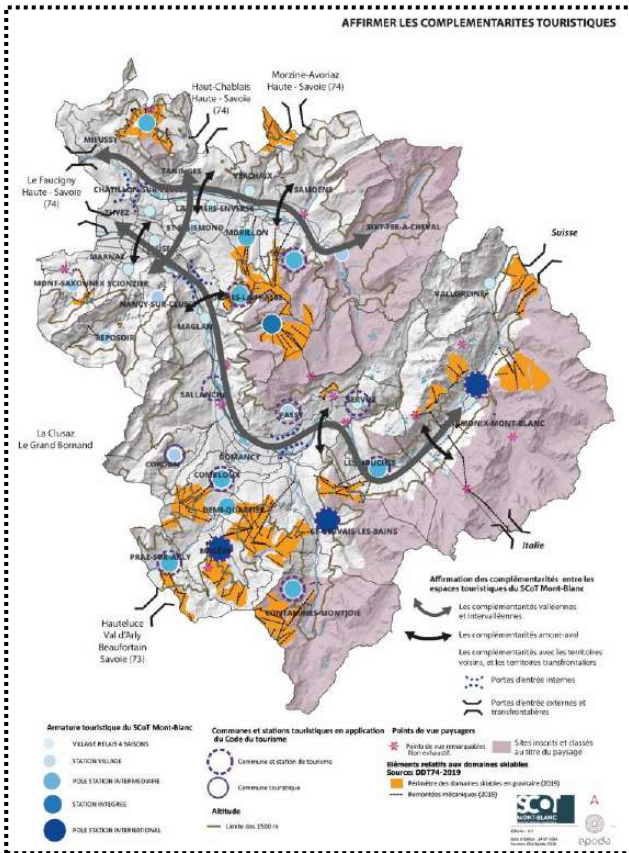 AFFIRMER LES COMPLEMENTARITES TOURISTIQUES
Morzine-Avoriaz
Haute - Savoie (74)
Haut-Chablais
Haute - Savoie
(74)
MIEUSSY
Le Faucigny
Haute - Savoie
(74)
TANINGES
VERCHAIX
SAMOENS
SIXT-FER-A-CHEVAL
MORILLON
MARNAZ
SCIONZIER
MONT-SAXONNEX
NANCY-SUR-CLUSES
REPOSOIR
MAGLAN
Suisse
VALLORCINE
SALLANCHES
PASSY
SERVOZ
CHAMONIX-MONT-BLANC
La Clusaz
Le Grand Bornand
CORDON
DOMANCY
COMBLOUX
LES HOUCHES
DEMI-QUARTIER
ST-GERVAIS-LES-BAINS
PRAZ-SUR-ARLY
Italie
CONTAMINES-MONTJOIE
Hauteluce
Val d'Arly
Beaufortain
Savoie (73)
Affirmation des complémentarités entre les
espaces touristiques du SCoT Mont-Blanc
Les complémentarités valléennes
et intervalléennes
Les complémentarités amont-aval
Les complémentarités avec les territoires
voisins, et les territoires transfrontaliers
Portes d'entrée internes
Portes d'entrée externes et
transfrontalières
Armature touristique du SCoT Mont-Blanc
VILLAGE RELAIS 4 SAISONS
STATION VILLAGE
POLE STATION INTERMEDIAIRE
STATION INTEGREE
POLE STATION INTERNATIONAL
Communes et stations touristiques en application
du Code du tourisme
Commune et station de tourisme
Commune touristique
Altitude
Limite des 1500 m
Points de vue paysagers
Points de vue remarquables
Non exhaustif.
Sites inscrits et classés
au titre du paysage
Eléments relatifs aux domaines skiables
Source: DDT74-2019
Périmètre des domaines skiables en gravitaire (2019)
Remontées mécaniques (2019)
SCOT
MONT-BLANC
epode